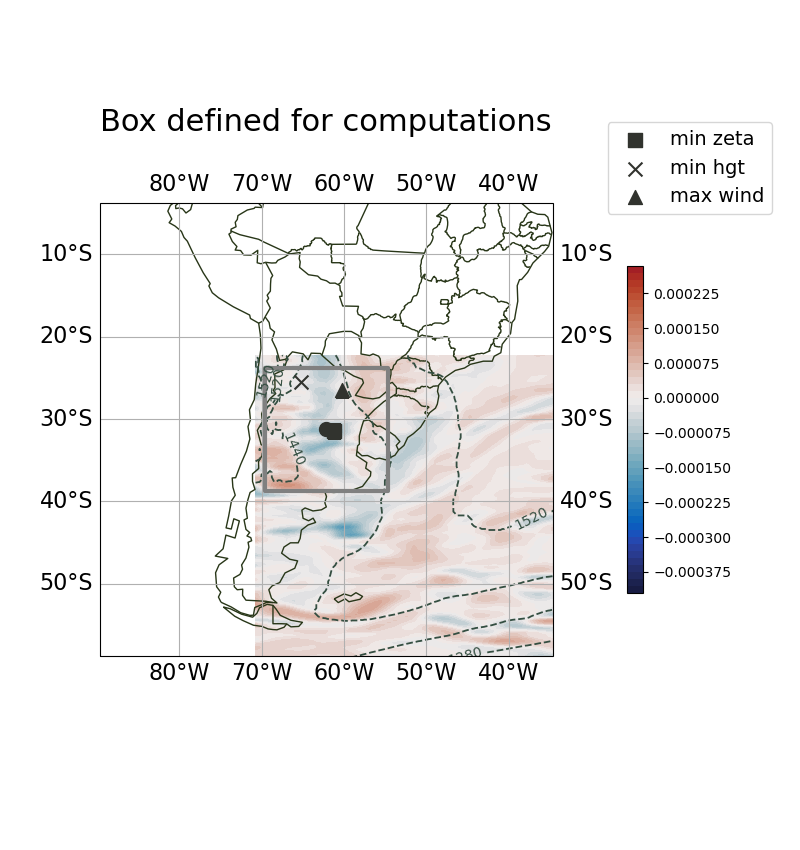 Box defined for computations
min zeta
min hgt
max wind
80°W 70°W 60°W 50°W 40°W
10°S 10°S
20°S 20°S
30°S 30°S
40°S 40°S
50°S 50°S
1520
1440
1520
80°W 70°W 60°W 50°W 40°W
0.000225
0.000150
0.000075
0.000000
−0.000075
−0.000150
−0.000225
−0.000300
−0.000375